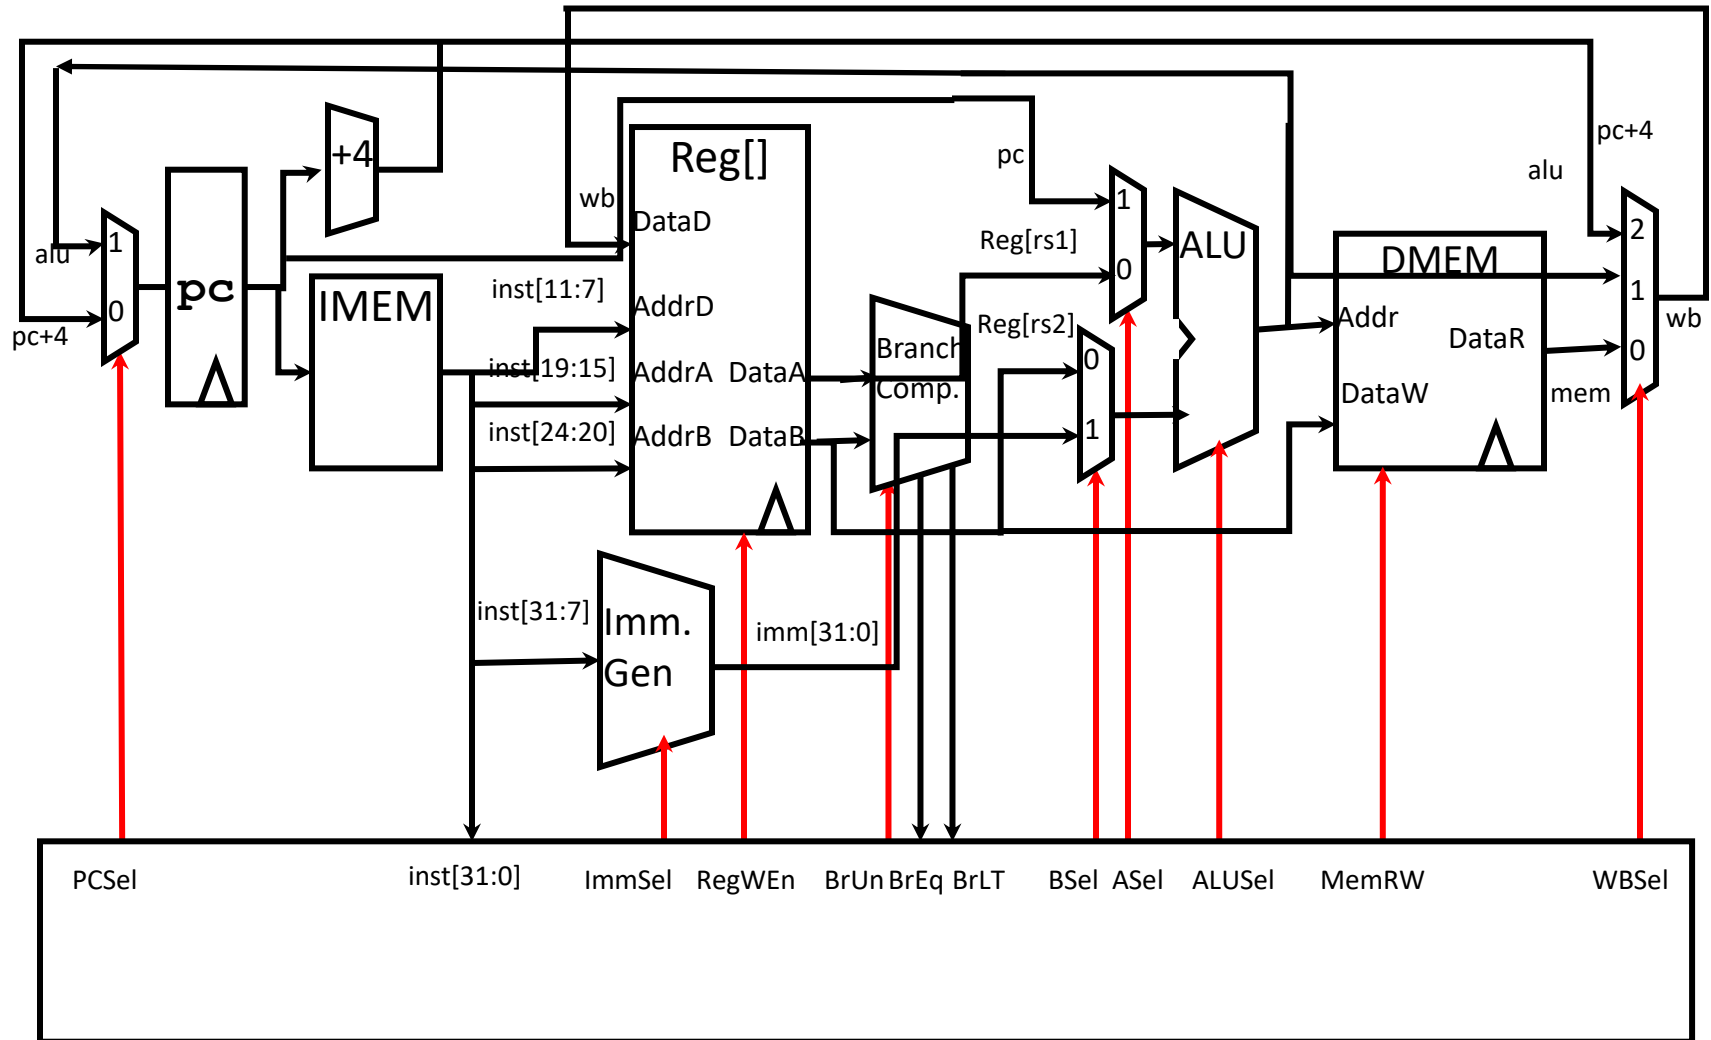 pc+4
alu
pc
wb
+4
Reg[]
DataD
alu
1
0
pc+4
pc
IMEM
inst[11:7]
AddrD
inst[19:15]
AddrA
DataA
inst[24:20]
AddrB
DataB
Branch
Comp.
Reg[rs1]
Reg[rs2]
1
0
0
1
ALU
DMEM
Addr
DataR
DataW
mem
2
1
0
wb
inst[31:7]
Imm.
Gen
imm[31:0]
PCSel
inst[31:0]
ImmSel
RegWEn
BrUn
BrEq
BrLT
BSel
ASel
ALUSel
MemRW
WBSel